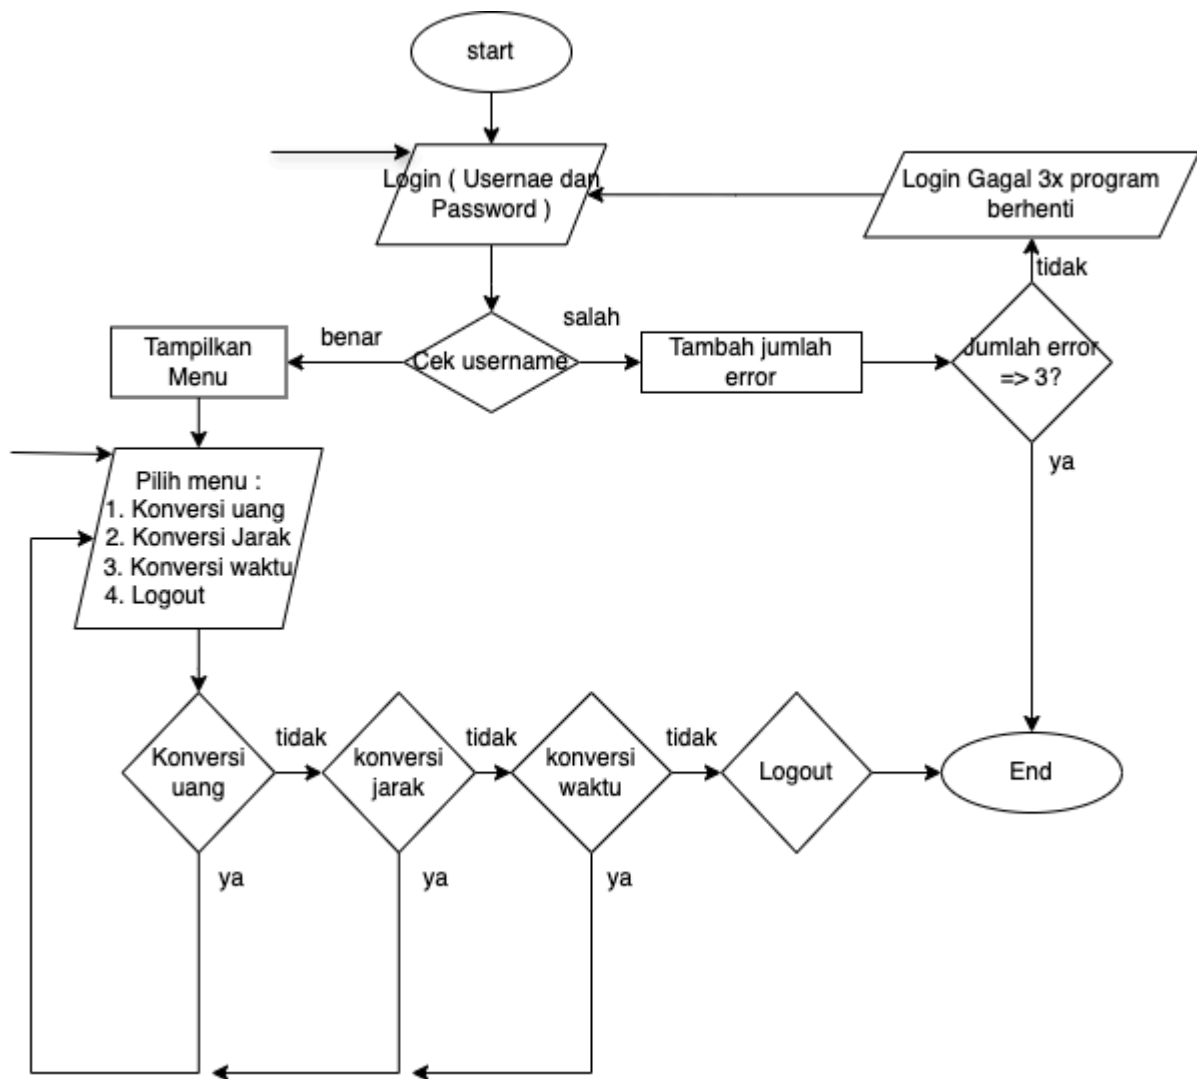 start
Login ( Usernae dan
Password )
Login Gagal 3x program
berhenti
tidak
salah
benar
Tampilkan
Menu
Cek username
Tambah jumlah
error
Jumlah error
=> 3?
ya
Pilih menu :
1. Konversi uang
2. Konversi Jarak
3. Konversi waktu
4. Logout
Konversi
uang
tidak
konversi
jarak
tidak
konversi
waktu
tidak
Logout
End
ya
ya
ya